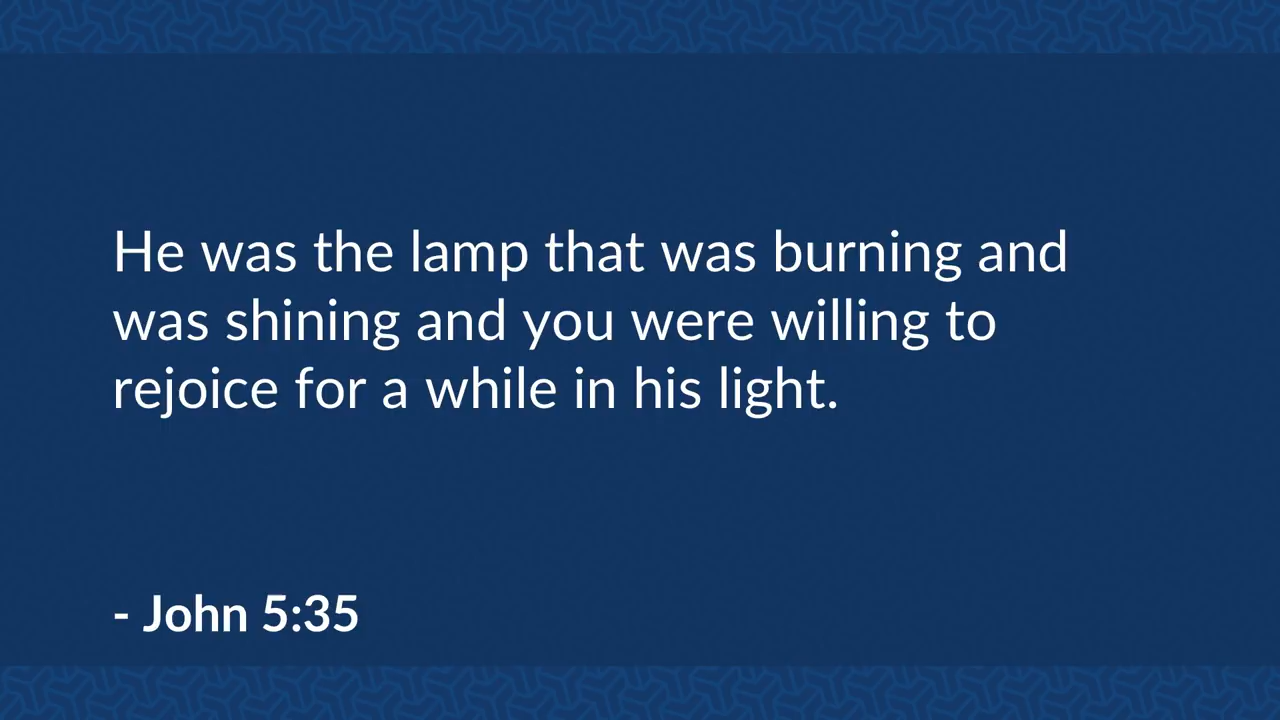 He was the lamp that was burning and
was shining and you were willing to
rejoice for a while in his light.
- John 5:35